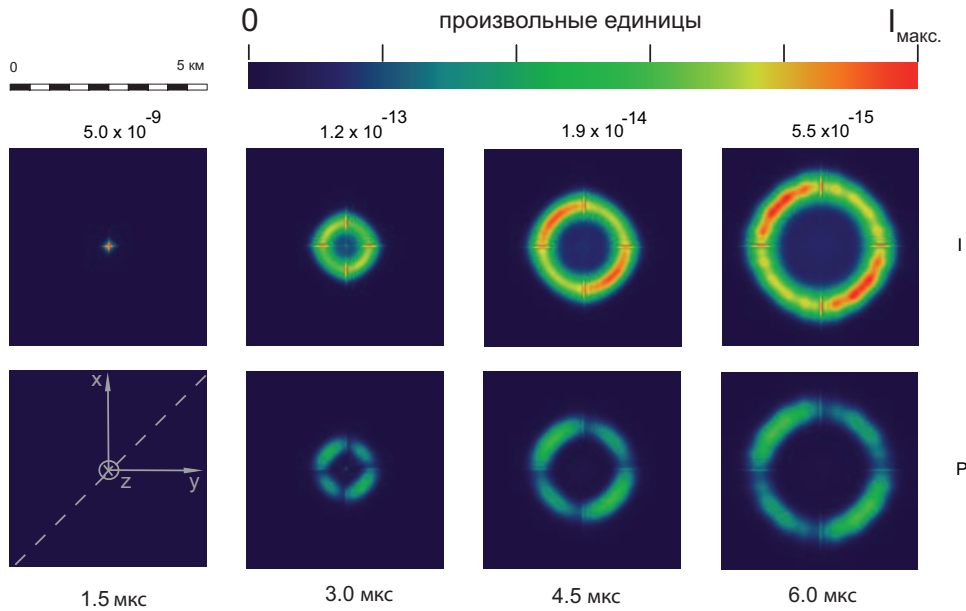 0 произвольные единицы Iмакс.
0 5 км
5.0 x 10-9 1.2 x 10-13 1.9 x 10-14 5.5 x10-15
I
x
z y
P
1.5 мкс 3.0 мкс 4.5 мкс 6.0 мкс